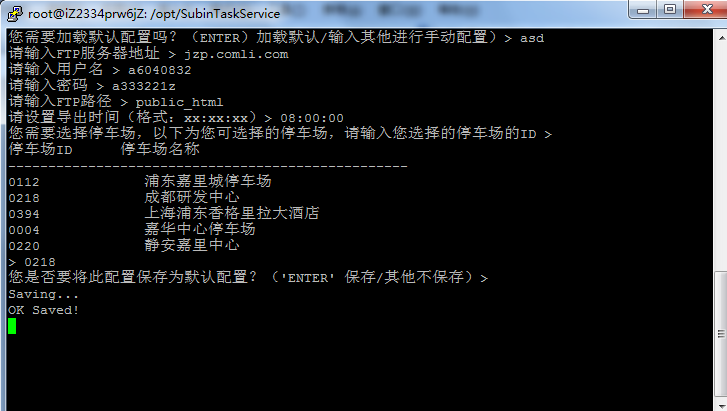 root@iZ2334prw6jZ: /opt/SubinTaskService
您需要加载默认配置吗？（ENTER）加载默认/输入其他进行手动配置）> asd
请输入FTP服务器地址 > jzp.comli.com
请输入用户名 > a6040832
请输入密码 > a333221z
请输入FTP路径 > public_html
请设置导出时间（格式：xx:xx:xx）> 08:00:00
您需要选择停车场，以下为您可选择的停车场，请输入您选择的停车场的ID >
停车场ID 停车场名称
--------------------------------------------------
0112 浦东嘉里城停车场
0218 成都研发中心
0394 上海浦东香格里拉大酒店
0004 嘉华中心停车场
0220 静安嘉里中心
> 0218
您是否要将此配置保存为默认配置？（'ENTER' 保存/其他不保存）>
Saving...
OK Saved!